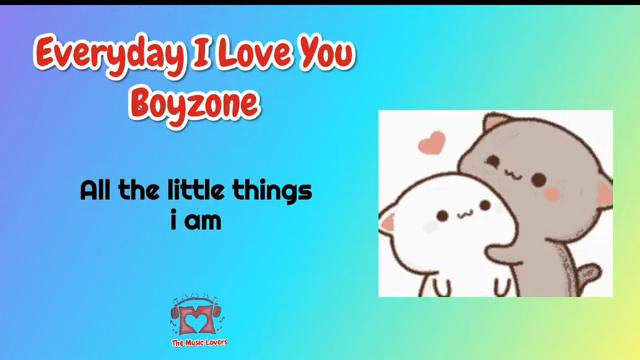 Everyday I Love You
Boyzone
All the little things
i am
The Music Lovers